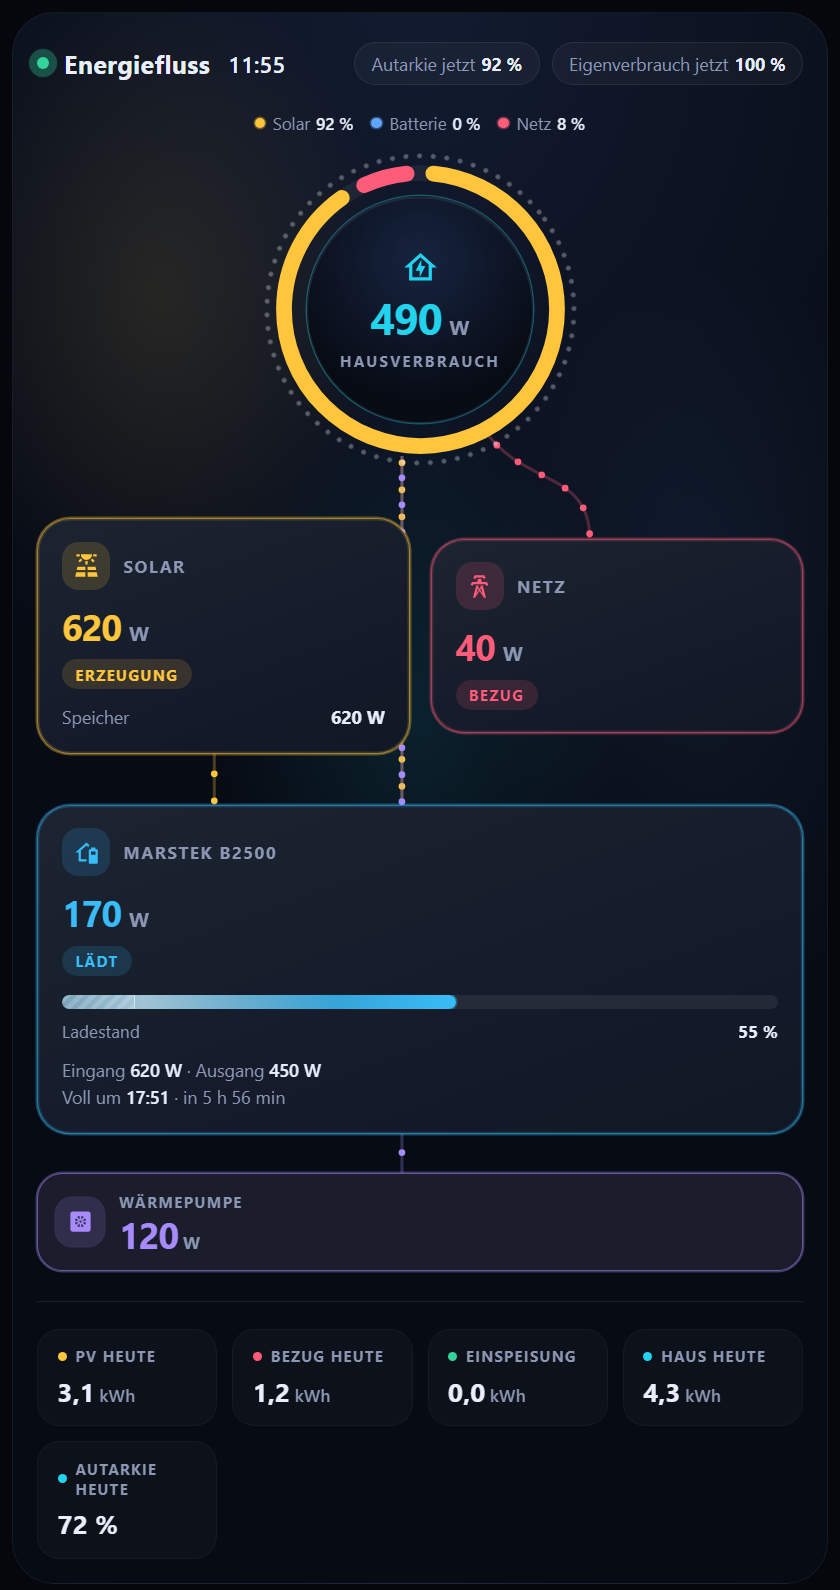 Energiefluss 11:55 Autarkie jetzt 92 % Eigenverbrauch jetzt 100 %
Solar 92 % Batterie 0 % Netz 8 %
490 W
HAUSVERBRAUCH
SOLAR
620 W
ERZEUGUNG
Speicher 620 W
NETZ
40 W
BEZUG
MARSTEK B2500
170 W
LÄDT
Ladestand 55 %
Eingang 620 W · Ausgang 450 W
Voll um 17:51 · in 5 h 56 min
WÄRMEPUMPE
120 W
PV HEUTE
3,1 kWh
BEZUG HEUTE
1,2 kWh
EINSPEISUNG
0,0 kWh
HAUS HEUTE
4,3 kWh
AUTARKIE
HEUTE
72 %